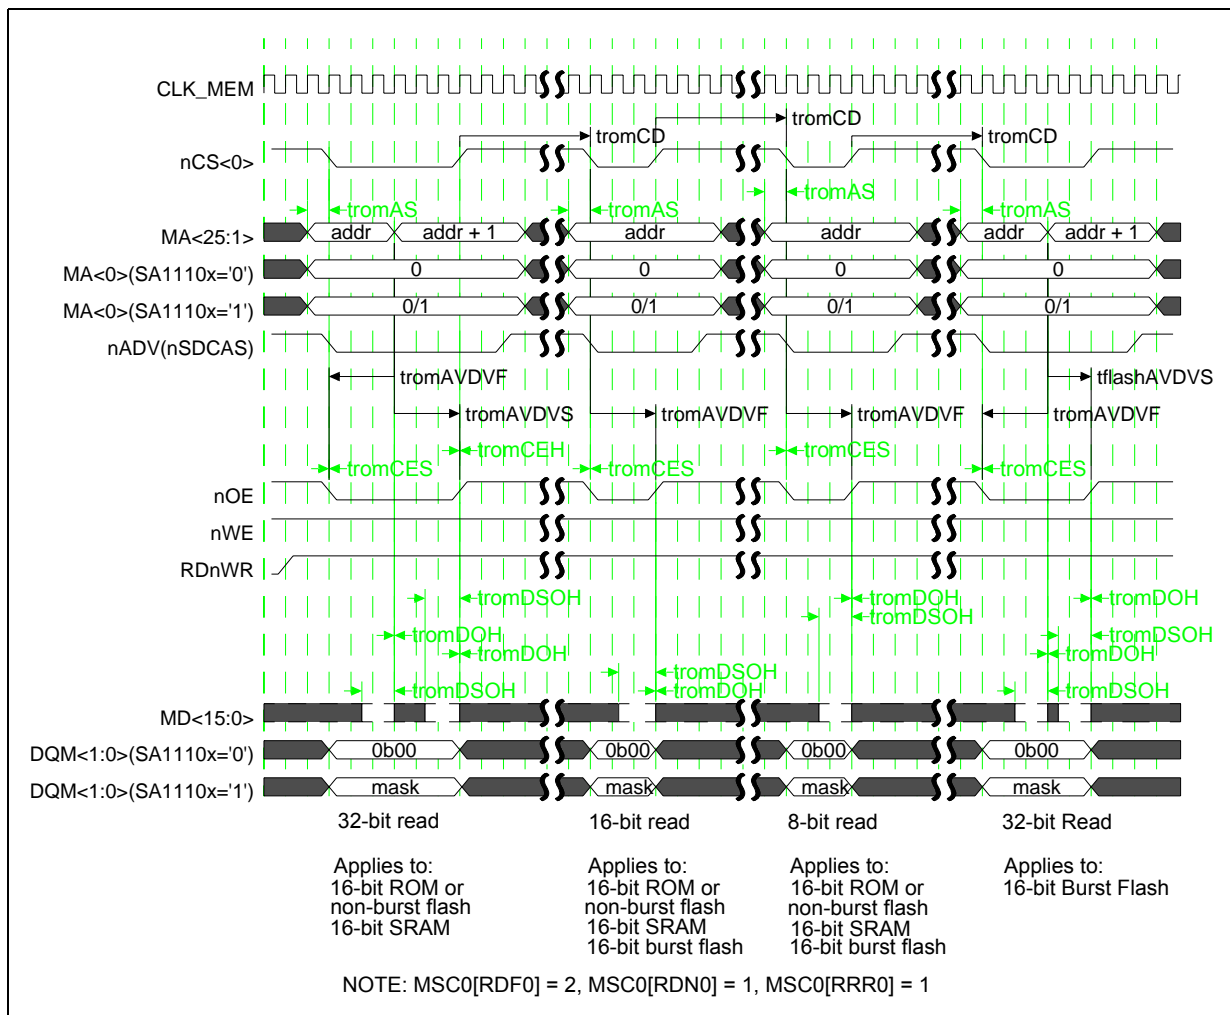 CLK_MEM
tromCD
tromCD
tromCD
nCS<0>
tromAS
tromAS
tromAS
tromAS
MA<25:1>
addr
addr + 1
addr
addr
addr
addr + 1
MA<0>(SA1110x='0')
0
0
0
0
MA<0>(SA1110x='1')
0/1
0/1
0/1
0/1
nADV(nSDCAS)
tromAVDVF
tflashAVDVS
tromAVDVS
tromAVDVF
tromAVDVF
tromAVDVF
tromCEH
tromCES
tromCES
tromCES
tromCES
nOE
nWE
RDnWR
tromDSOH
tromDOH
tromDOH
tromDSOH
tromDOH
tromDSOH
tromDOH
tromDOH
tromDSOH
tromDSOH
tromDOH
tromDSOH
MD<15:0>
DQM<1:0>(SA1110x='0')
0b00
0b00
0b00
0b00
DQM<1:0>(SA1110x='1')
mask
mask
mask
mask
32-bit read
16-bit read
8-bit read
32-bit Read
Applies to:
16-bit ROM or
non-burst flash
16-bit SRAM
Applies to:
16-bit ROM or
non-burst flash
16-bit SRAM
16-bit burst flash
Applies to:
16-bit ROM or
non-burst flash
16-bit SRAM
16-bit burst flash
Applies to:
16-bit Burst Flash
NOTE: MSC0[RDF0] = 2, MSC0[RDN0] = 1, MSC0[RRR0] = 1